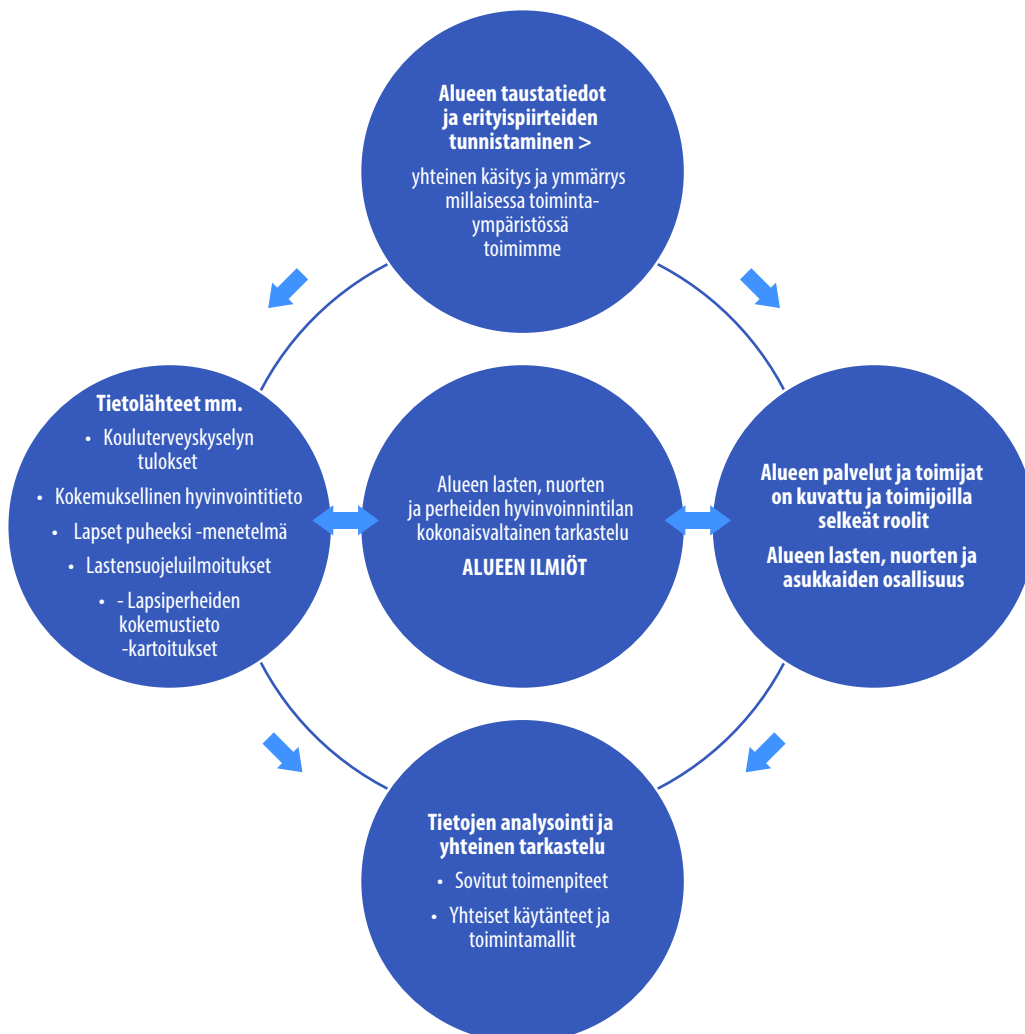 Alueen taustatiedot
ja erityispiirteiden
tunnistaminen >
yhteinen käsitys ja ymmärrys
millaisessa toiminta-
ympäristössä
toimimme
Tietolähteet mm.
• Kouluterveyskyselyn
tulokset
• Kokemuksellinen hyvinvointitieto
• Lapset puheeksi -menetelmä
• Lastensuojeluilmoitukset
• - Lapsiperheiden
kokemustieto
-kartoitukset
Alueen lasten, nuorten
ja perheiden hyvinvoinnintilan
kokonaisvaltainen tarkastelu
ALUEEN ILMIÖT
Alueen palvelut ja toimijat
on kuvattu ja toimijoilla
selkeät roolit
Alueen lasten, nuorten ja
asukkaiden osallisuus
Tietojen analysointi ja
yhteinen tarkastelu
• Sovitut toimenpiteet
• Yhteiset käytänteet ja
toimintamallit